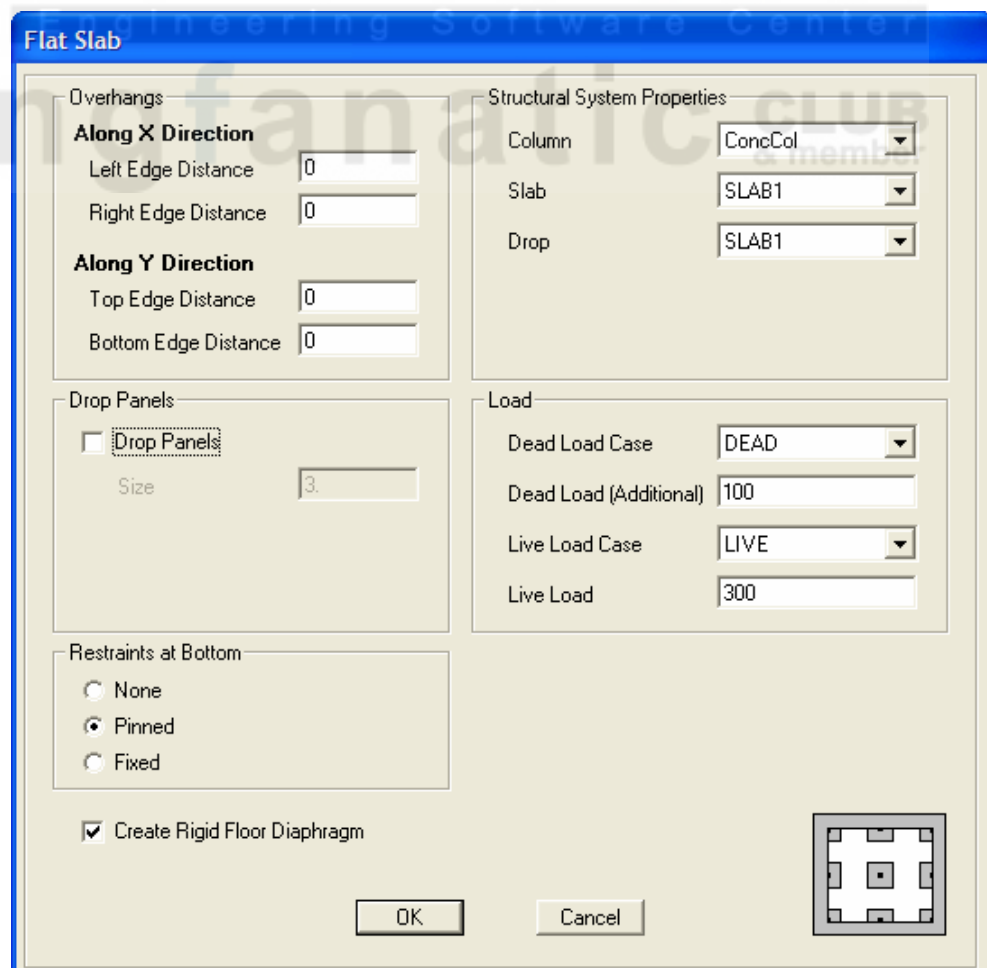 Engineering Software Center
Flat Slab
ngfanatic CLUB
& member
Overhangs
Along X Direction
Left Edge Distance 0
Right Edge Distance 0
Along Y Direction
Top Edge Distance 0
Bottom Edge Distance 0
Structural System Properties
Column ConcCol
Slab SLAB1
Drop SLAB1
Drop Panels
Drop Panels
Size 3.
Load
Dead Load Case DEAD
Dead Load (Additional) 100
Live Load Case LIVE
Live Load 300
Restraints at Bottom
None
Pinned
Fixed
Create Rigid Floor Diaphragm
OK Cancel